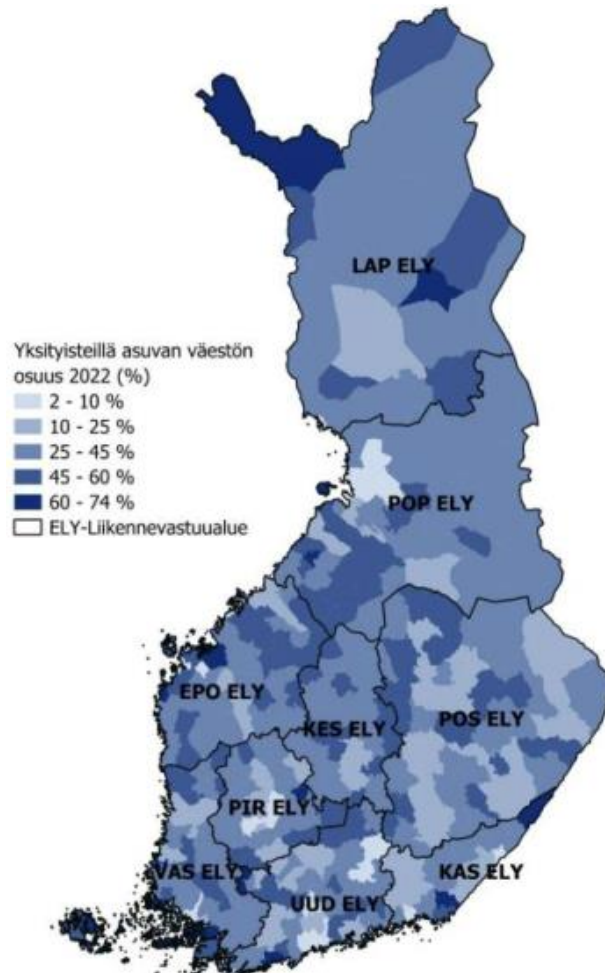 LAP ELY
Yksityisteillä asuvan väestön
osuus 2022 (%)
2 - 10 %
10 - 25 %
25 - 45 %
45 - 60 %
60 - 74 %
ELY-Liikennevastuualue
POP ELY
EPO ELY
KES ELY
POS ELY
PIR ELY
VAS ELY
UUD ELY
KAS ELY